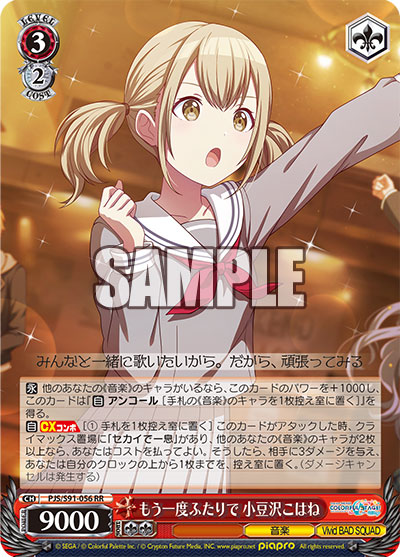 LEVEL
3
2
COST
SAMPLE
みんなと一緒に歌いたいから。だから、頑張ってみる
永 他のあなたの《音楽》のキャラがいるなら、このカードのパワーを＋1000し、
このカードは『自 アンコール ［手札の《音楽》のキャラを1枚控え室に置く］』
を得る。
自 CXコンボ ［① 手札を1枚控え室に置く］ このカードがアタックした時、クラ
イマックス置場に「セカイで一息」があり、他のあなたの《音楽》のキャラが2枚
以上なら、あなたはコストを払ってよい。そうしたら、相手に3ダメージを与え、
あなたは自分のクロックの上から1枚までを、控え室に置く。（ダメージキャン
セルは発生する）
CH PJS/S91-056 RR
もう一度ふたりで 小豆沢こはね
POWER
9000
SOUL
COLORFUL STAGE!
音楽
Vivid BAD SQUAD
© SEGA / © Colorful Palette Inc. / © Crypton Future Media, INC. www.piapro.net piapro All rights reserved.